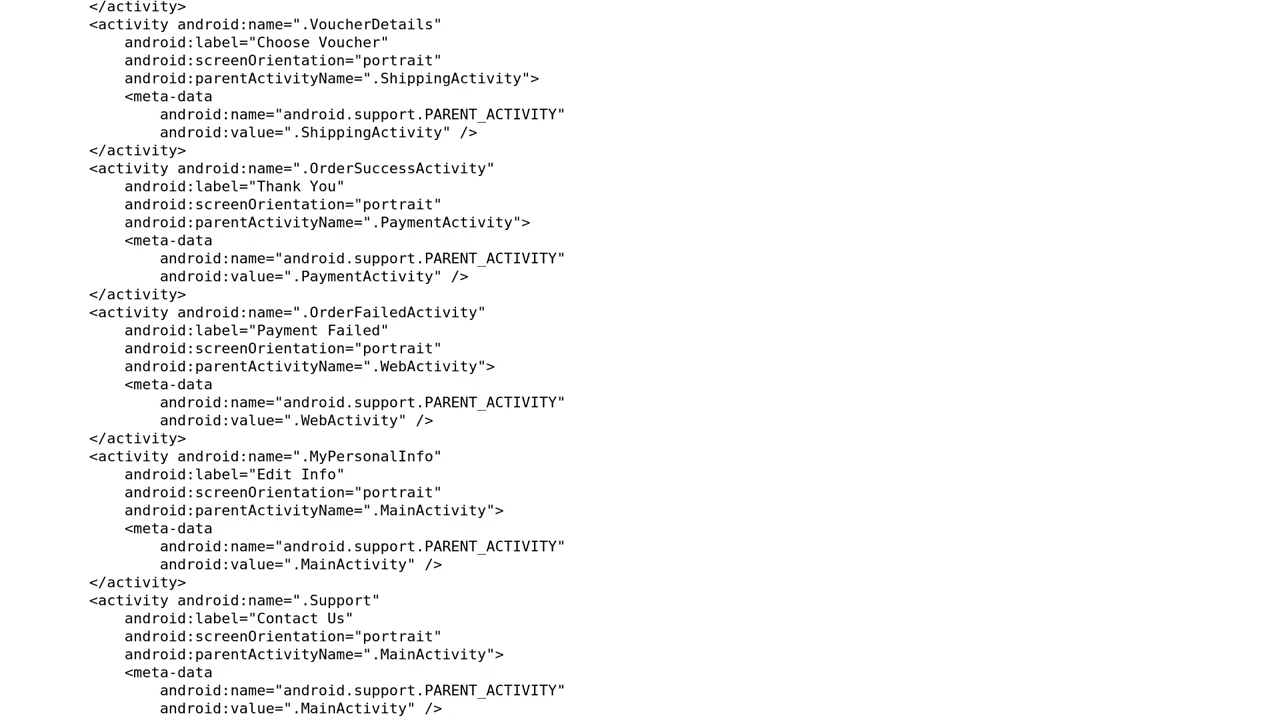 </activity>
<activity android:name=".VoucherDetails"
    android:label="Choose Voucher"
    android:screenOrientation="portrait"
    android:parentActivityName=".ShippingActivity">
    <meta-data
        android:name="android.support.PARENT_ACTIVITY"
        android:value=".ShippingActivity" />
</activity>
<activity android:name=".OrderSuccessActivity"
    android:label="Thank You"
    android:screenOrientation="portrait"
    android:parentActivityName=".PaymentActivity">
    <meta-data
        android:name="android.support.PARENT_ACTIVITY"
        android:value=".PaymentActivity" />
</activity>
<activity android:name=".OrderFailedActivity"
    android:label="Payment Failed"
    android:screenOrientation="portrait"
    android:parentActivityName=".WebActivity">
    <meta-data
        android:name="android.support.PARENT_ACTIVITY"
        android:value=".WebActivity" />
</activity>
<activity android:name=".MyPersonalInfo"
    android:label="Edit Info"
    android:screenOrientation="portrait"
    android:parentActivityName=".MainActivity">
    <meta-data
        android:name="android.support.PARENT_ACTIVITY"
        android:value=".MainActivity" />
</activity>
<activity android:name=".Support"
    android:label="Contact Us"
    android:screenOrientation="portrait"
    android:parentActivityName=".MainActivity">
    <meta-data
        android:name="android.support.PARENT_ACTIVITY"
        android:value=".MainActivity" />